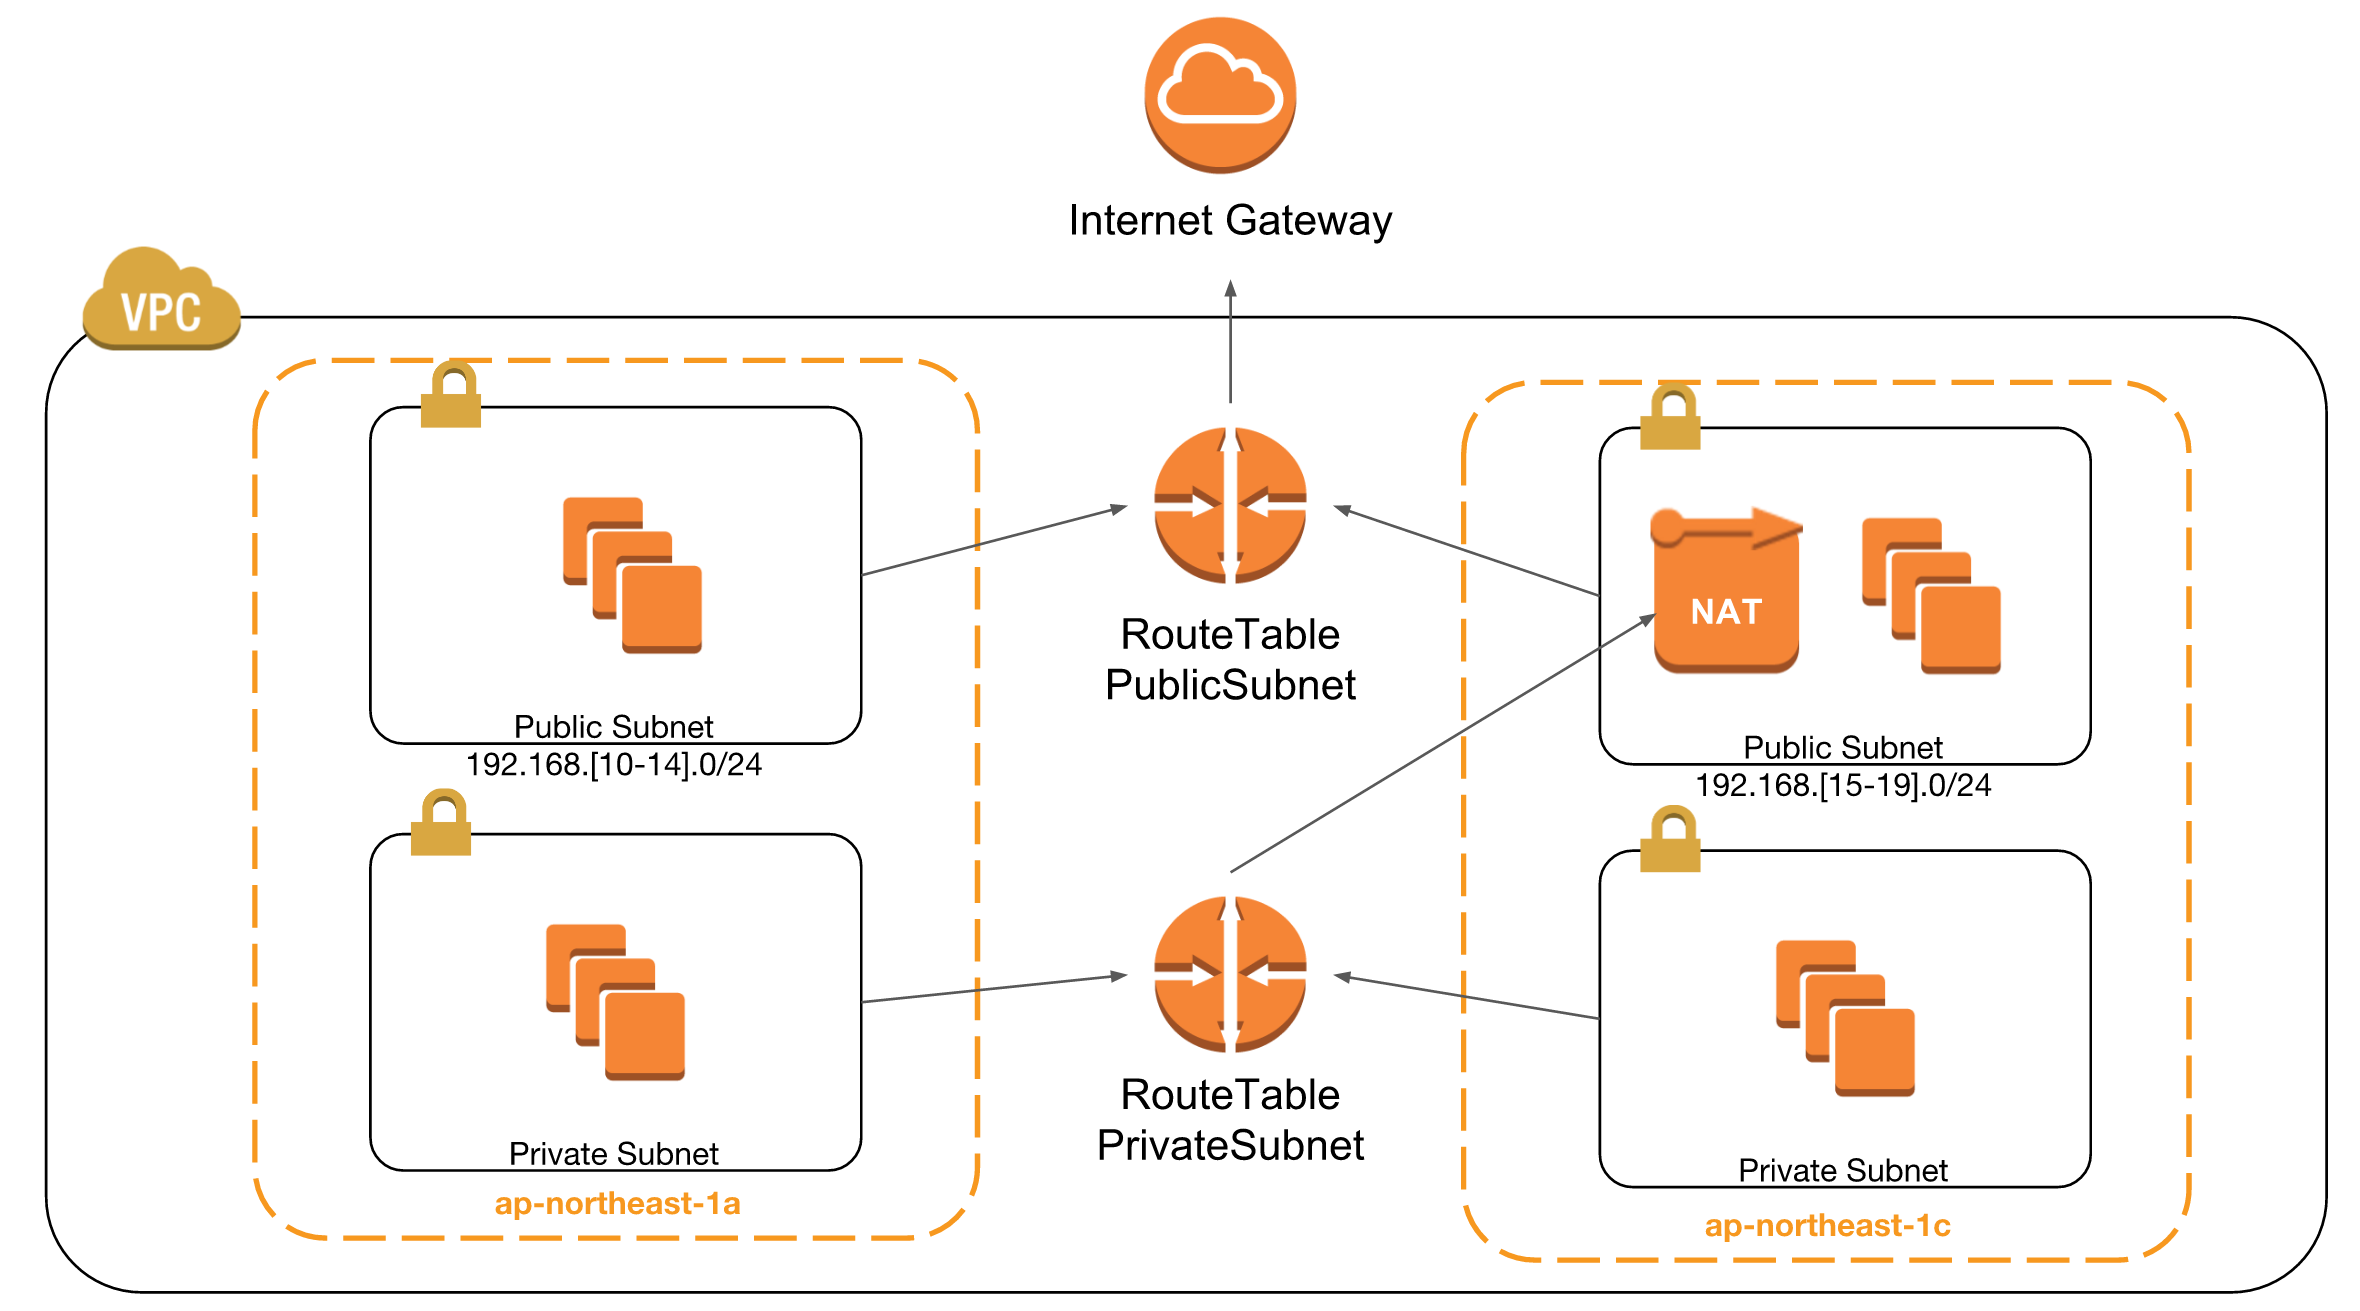 Internet Gateway
VPC
Public Subnet
192.168.[10-14].0/24
Private Subnet
ap-northeast-1a
RouteTable
PublicSubnet
RouteTable
PrivateSubnet
NAT
Public Subnet
192.168.[15-19].0/24
Private Subnet
ap-northeast-1c